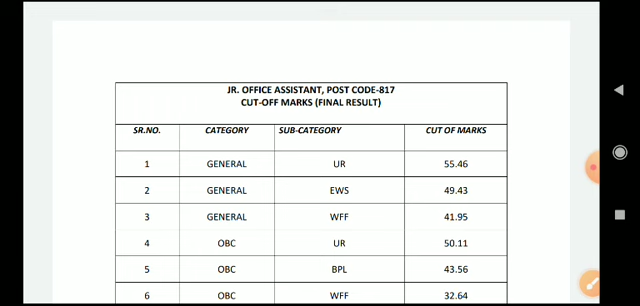 JR. OFFICE ASSISTANT, POST CODE-817
CUT-OFF MARKS (FINAL RESULT)
SR.NO. CATEGORY SUB-CATEGORY CUT OF MARKS
1 GENERAL UR 55.46
2 GENERAL EWS 49.43
3 GENERAL WFF 41.95
4 OBC UR 50.11
5 OBC BPL 43.56
6 OBC WFF 32.64